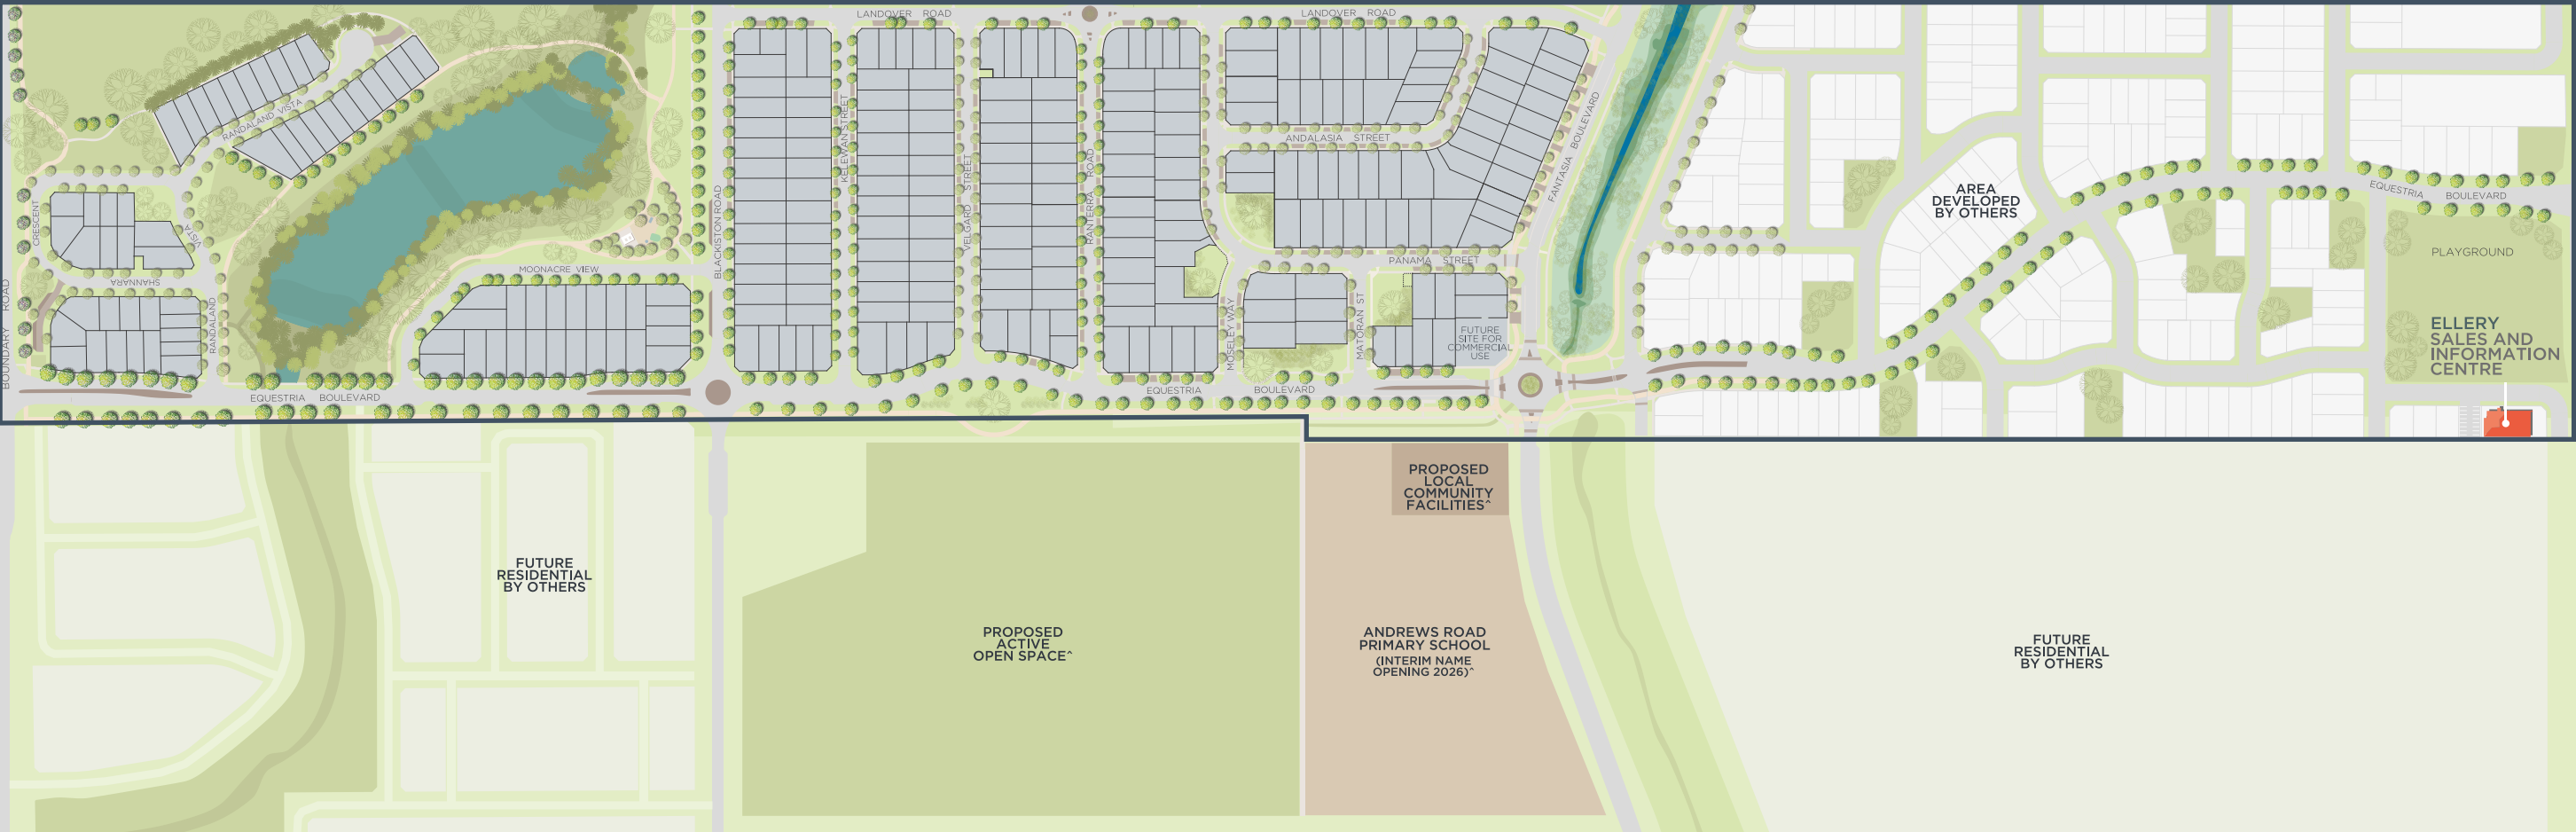 LANDOVER ROAD
LANDOVER ROAD
RANDALAND VISTA
KELLEWAN STREET
VELGARD STREET
RANTERRA ROAD
ANDALASIA STREET
FANTASIA BOULEVARD
AREA
DEVELOPED
BY OTHERS
EQUESTRIA BOULEVARD
CRESCENT
VISTA
BLACKISTON ROAD
PLAYGROUND
PANAMA STREET
MOONACRE VIEW
SHANNARA
BOUNDARY ROAD
RANDALAND
MOSELEY WAY
MATORAN ST
FUTURE
SITE FOR
COMMERCIAL
USE
ELLERY
SALES AND
INFORMATION
CENTRE
EQUESTRIA BOULEVARD
EQUESTRIA BOULEVARD
PROPOSED
LOCAL
COMMUNITY
FACILITIES^
FUTURE
RESIDENTIAL
BY OTHERS
PROPOSED
ACTIVE
OPEN SPACE^
ANDREWS ROAD
PRIMARY SCHOOL
(INTERIM NAME
OPENING 2026)^
FUTURE
RESIDENTIAL
BY OTHERS